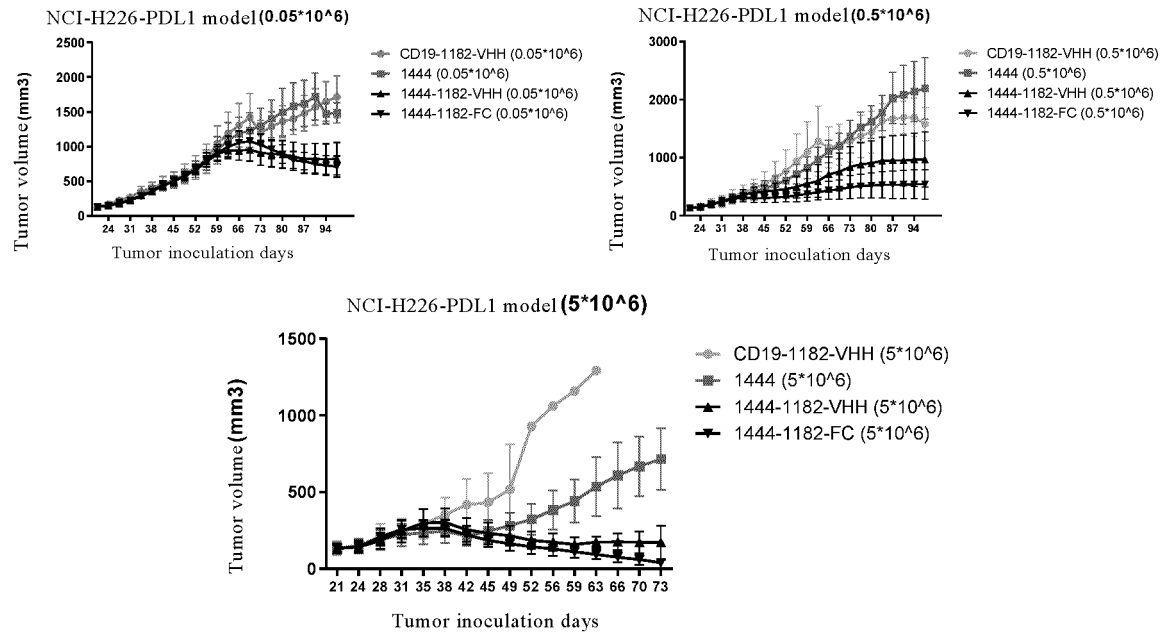 NCI-H226-PDL1 model (0.05*10^6)
Tumor volume (mm3)
2500
2000
1500
1000
500
0
24 31 38 45 52 59 66 73 80 87 94
Tumor inoculation days
CD19-1182-VHH (0.05*10^6)
1444 (0.05*10^6)
1444-1182-VHH (0.05*10^6)
1444-1182-FC (0.05*10^6)
NCI-H226-PDL1 model (0.5*10^6)
Tumor volume (mm3)
3000
2000
1000
0
24 31 38 45 52 59 66 73 80 87 94
Tumor inoculation days
CD19-1182-VHH (0.5*10^6)
1444 (0.5*10^6)
1444-1182-VHH (0.5*10^6)
1444-1182-FC (0.5*10^6)
NCI-H226-PDL1 model (5*10^6)
Tumor volume (mm3)
1500
1000
500
0
21 24 28 31 35 38 42 45 49 52 56 59 63 66 70 73
Tumor inoculation days
CD19-1182-VHH (5*10^6)
1444 (5*10^6)
1444-1182-VHH (5*10^6)
1444-1182-FC (5*10^6)